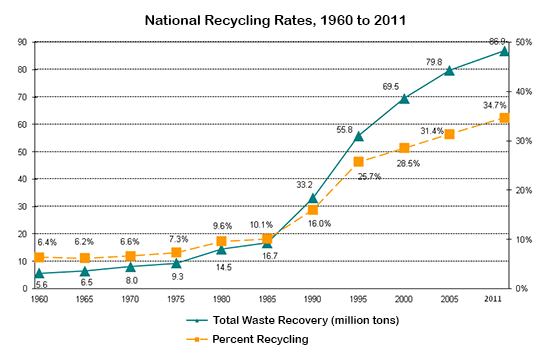 National Recycling Rates, 1960 to 2011
90 86.9 50%
80 79.8
70 69.5 40%
60 55.8 34.7%
50 31.4% 30%
40 28.5%
33.2 25.7% 20%
30
20 16.0%
6.4% 6.2% 6.6% 7.3% 9.6% 10.1% 10%
10 14.5 16.7
5.6 6.5 8.0 9.3
0 0%
1960 1965 1970 1975 1980 1985 1990 1995 2000 2005 2011
Total Waste Recovery (million tons)
Percent Recycling